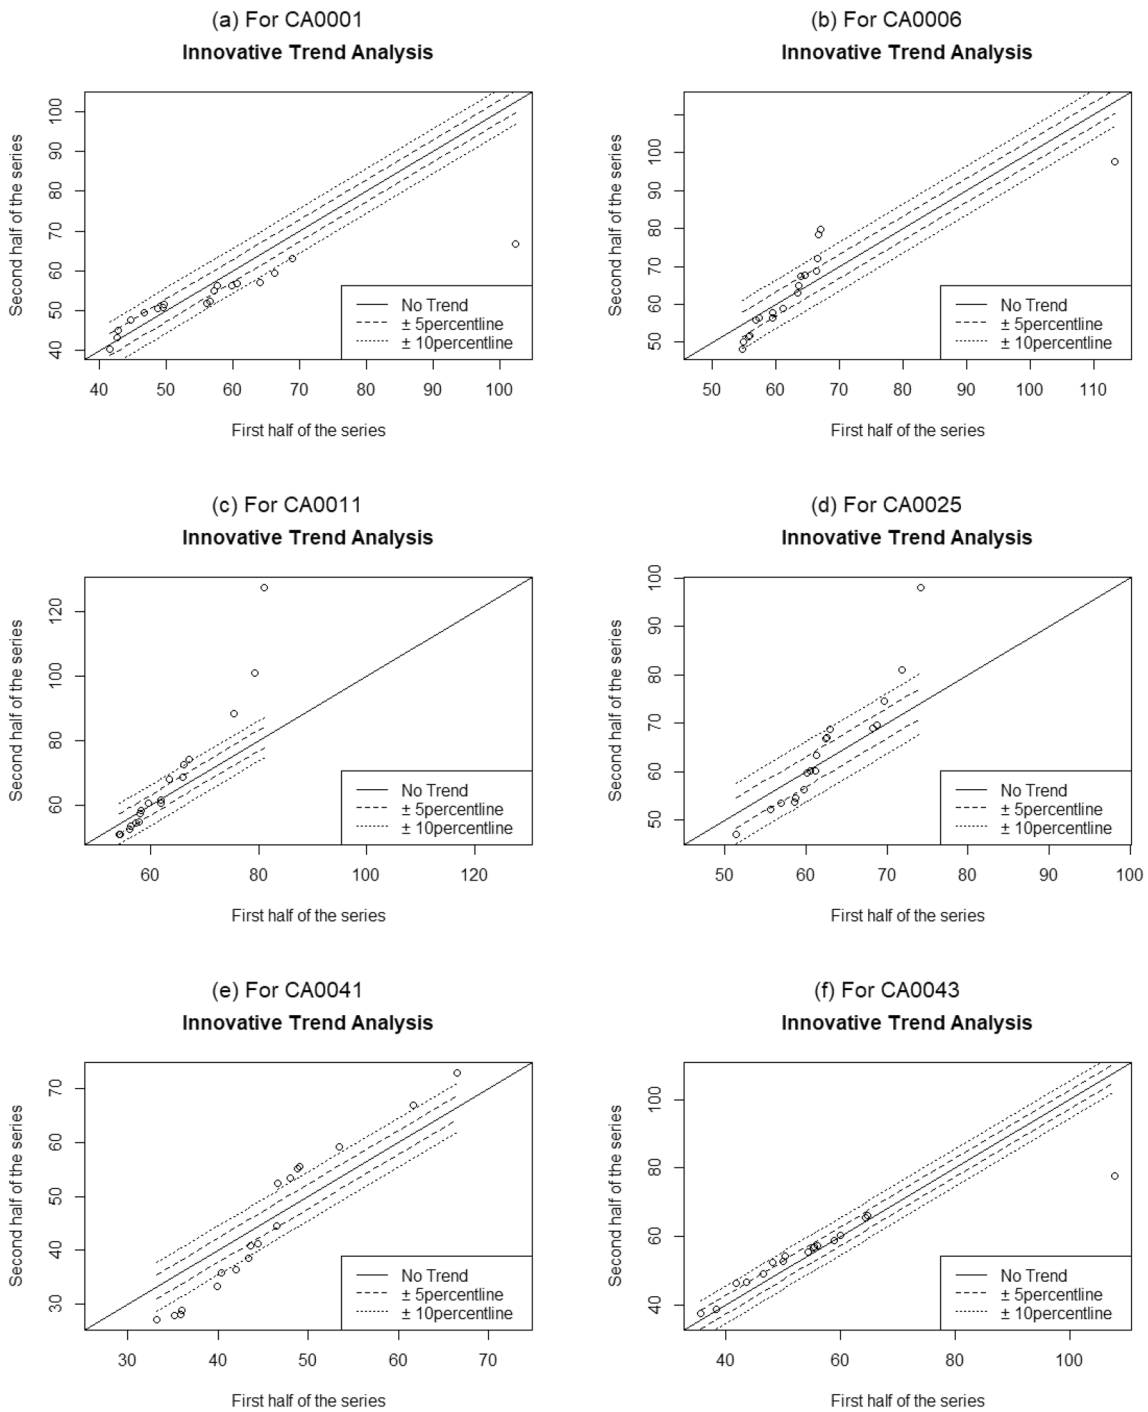 (a) For CA0001
Innovative Trend Analysis
Second half of the series
100
90
80
70
60
50
40
No Trend
± 5percentline
± 10percentline
40 50 60 70 80 90 100
First half of the series
(b) For CA0006
Innovative Trend Analysis
Second half of the series
100
90
80
70
60
50
No Trend
± 5percentline
± 10percentline
50 60 70 80 90 100 110
First half of the series
(c) For CA0011
Innovative Trend Analysis
Second half of the series
120
100
80
60
No Trend
± 5percentline
± 10percentline
60 80 100 120
First half of the series
(d) For CA0025
Innovative Trend Analysis
Second half of the series
100
90
80
70
60
50
No Trend
± 5percentline
± 10percentline
50 60 70 80 90 100
First half of the series
(e) For CA0041
Innovative Trend Analysis
Second half of the series
70
60
50
40
30
No Trend
± 5percentline
± 10percentline
30 40 50 60 70
First half of the series
(f) For CA0043
Innovative Trend Analysis
Second half of the series
100
80
60
40
No Trend
± 5percentline
± 10percentline
40 60 80 100
First half of the series